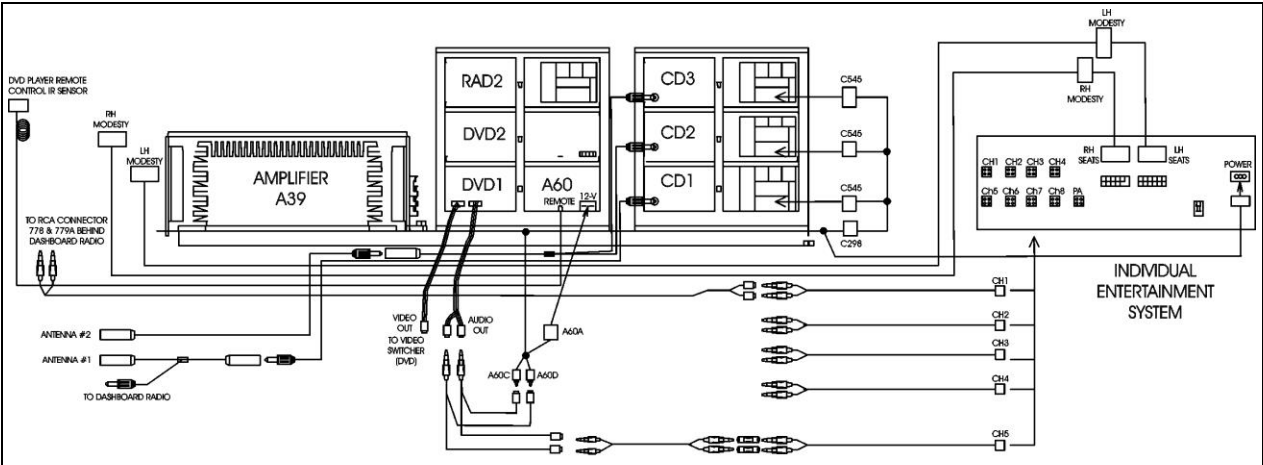 DVD PLAYER REMOTE
CONTROL IR SENSOR
RH
MODESTY
LH
MODESTY
AMPLIFIER
A39
TO RCA CONNECTOR
778 & 779A BEHIND
DASHBOARD RADIO
ANTENNA #2
ANTENNA #1
TO DASHBOARD RADIO
RAD2
DVD2
DVD1
A60
REMOTE
12-V
VIDEO
OUT
TO VIDEO
SWITCHER
(DVD)
AUDIO
OUT
A60A
A60C
A60D
CD3
CD2
CD1
C545
C545
C545
C298
LH
MODESTY
RH
MODESTY
RH
SEATS
LH
SEATS
POWER
CH1 CH2 CH3 CH4
Ch5 Ch6 Ch7 Ch8 PA
INDIVIDUAL
ENTERTAINMENT
SYSTEM
CH1
CH2
CH3
CH4
CH5